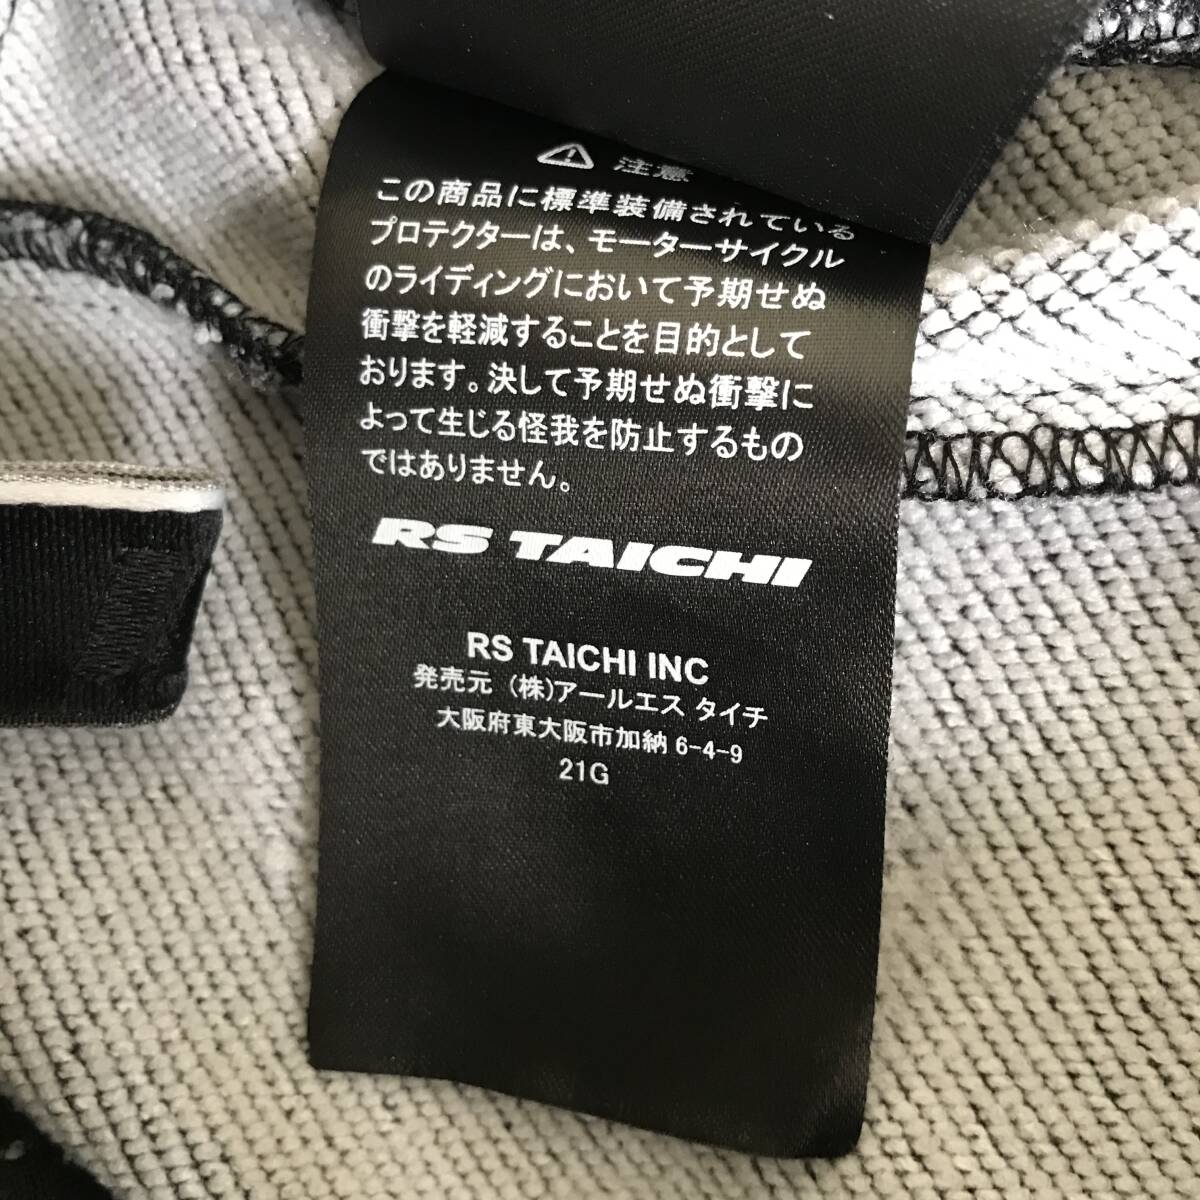 注意
この商品に標準装備されている
プロテクターは、モーターサイクル
のライディングにおいて予期せぬ
衝撃を軽減することを目的として
おります。決して予期せぬ衝撃に
よって生じる怪我を防止するもの
ではありません。
RS TAICHI
RS TAICHI INC
発売元 (株)アールエス タイチ
大阪府東大阪市加納 6-4-9
21G